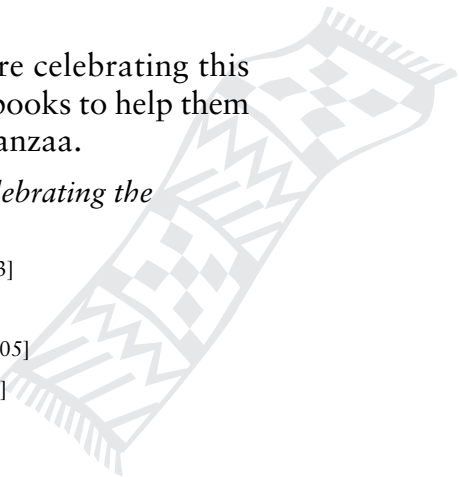 re celebrating this
books to help them
anzaa.
lebrating the
3]
05]
]